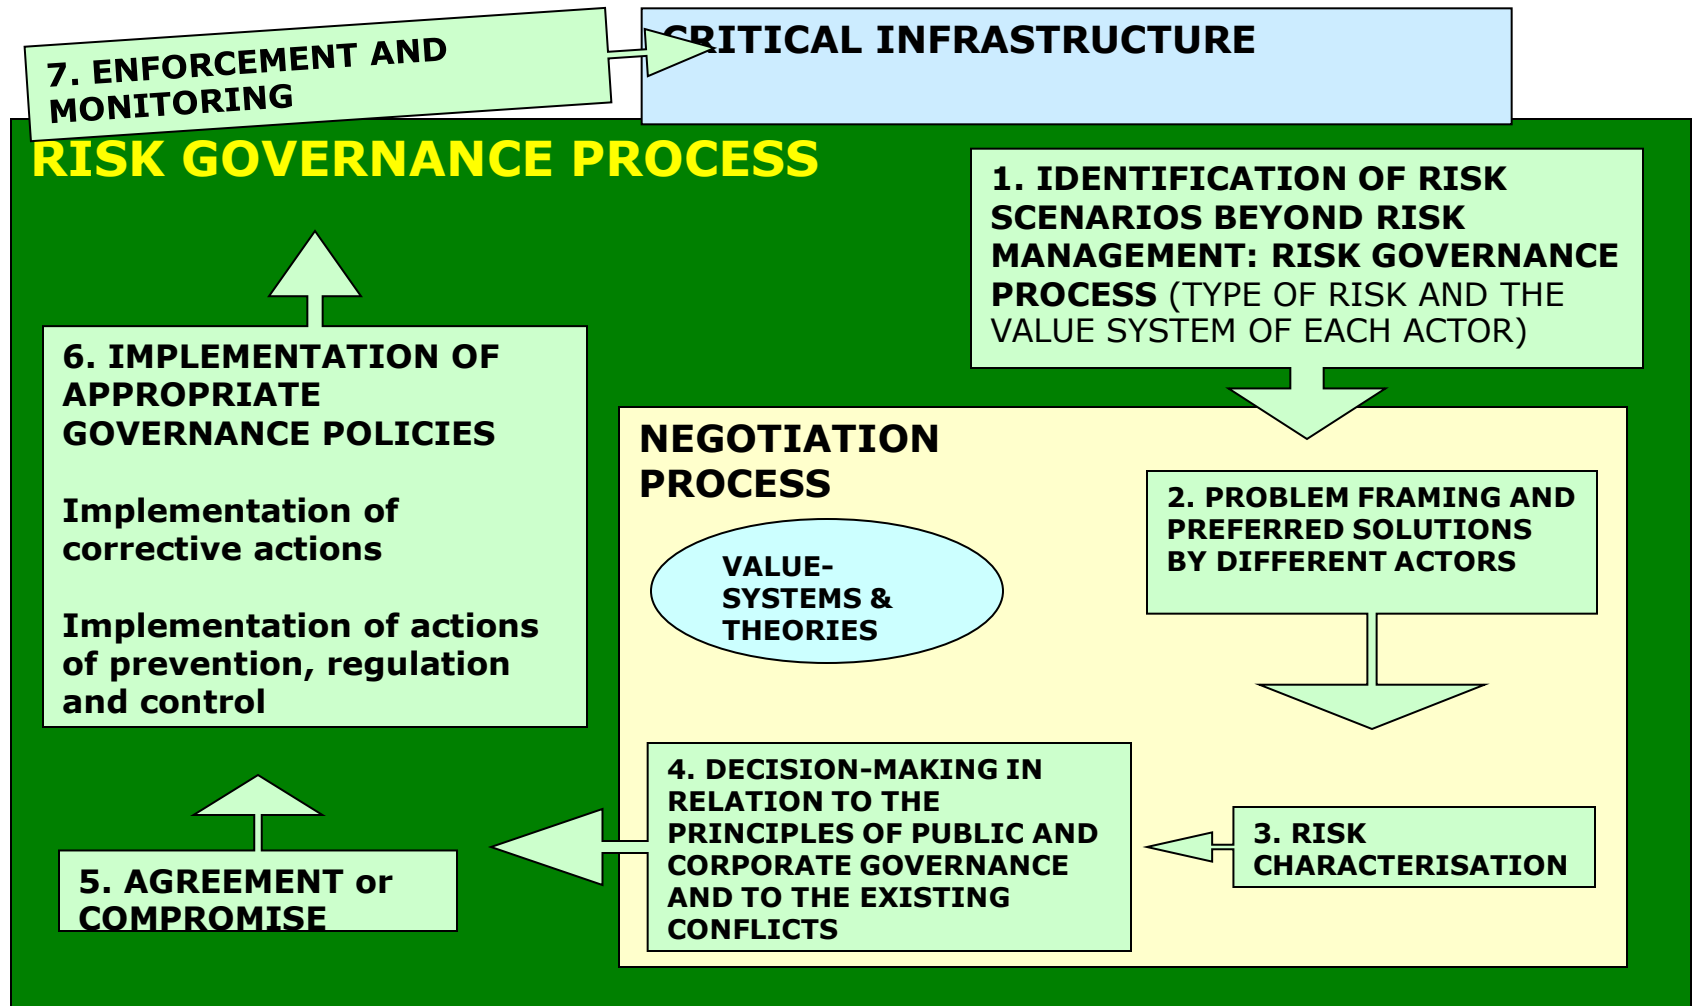 7. ENFORCEMENT AND
MONITORING
CRITICAL INFRASTRUCTURE
RISK GOVERNANCE PROCESS
1. IDENTIFICATION OF RISK
SCENARIOS BEYOND RISK
MANAGEMENT: RISK GOVERNANCE
PROCESS (TYPE OF RISK AND THE
VALUE SYSTEM OF EACH ACTOR)
6. IMPLEMENTATION OF
APPROPRIATE
GOVERNANCE POLICIES
Implementation of
corrective actions
Implementation of actions
of prevention, regulation
and control
NEGOTIATION
PROCESS
2. PROBLEM FRAMING AND
PREFERRED SOLUTIONS
BY DIFFERENT ACTORS
VALUE-
SYSTEMS &
THEORIES
4. DECISION-MAKING IN
RELATION TO THE
PRINCIPLES OF PUBLIC AND
CORPORATE GOVERNANCE
AND TO THE EXISTING
CONFLICTS
3. RISK
CHARACTERISATION
5. AGREEMENT or
COMPROMISE